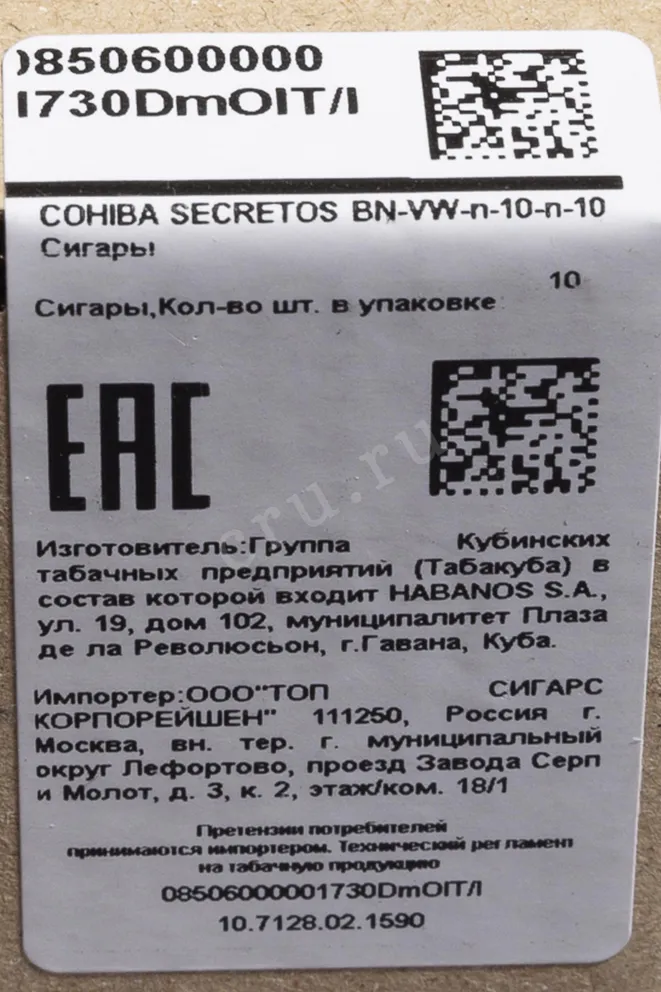 0850600000
1730DmOIT/I
COHIBA SECRETOS BN-VW-n-10-n-10
Сигары
10
Сигары,Кол-во шт. в упаковке
EAC
Изготовитель:Группа Кубинских
табачных предприятий (Табакуба) в
состав которой входит HABANOS S.A.,
ул. 19, дом 102, муниципалитет Плаза
де ла Революсьон, г.Гавана, Куба.
Импортер:ООО"ТОП СИГАРС
КОРПОРЕЙШЕН" 111250, Россия г.
Москва, вн. тер. г. муниципальный
округ Лефортово, проезд Завода Серп
и Молот, д. 3, к. 2, этаж/ком. 18/1
Претензии потребителей
принимаются импортером. Технический регламент
на табачную продукцию
08506000001730DmOIT/I
10.7128.02.1590